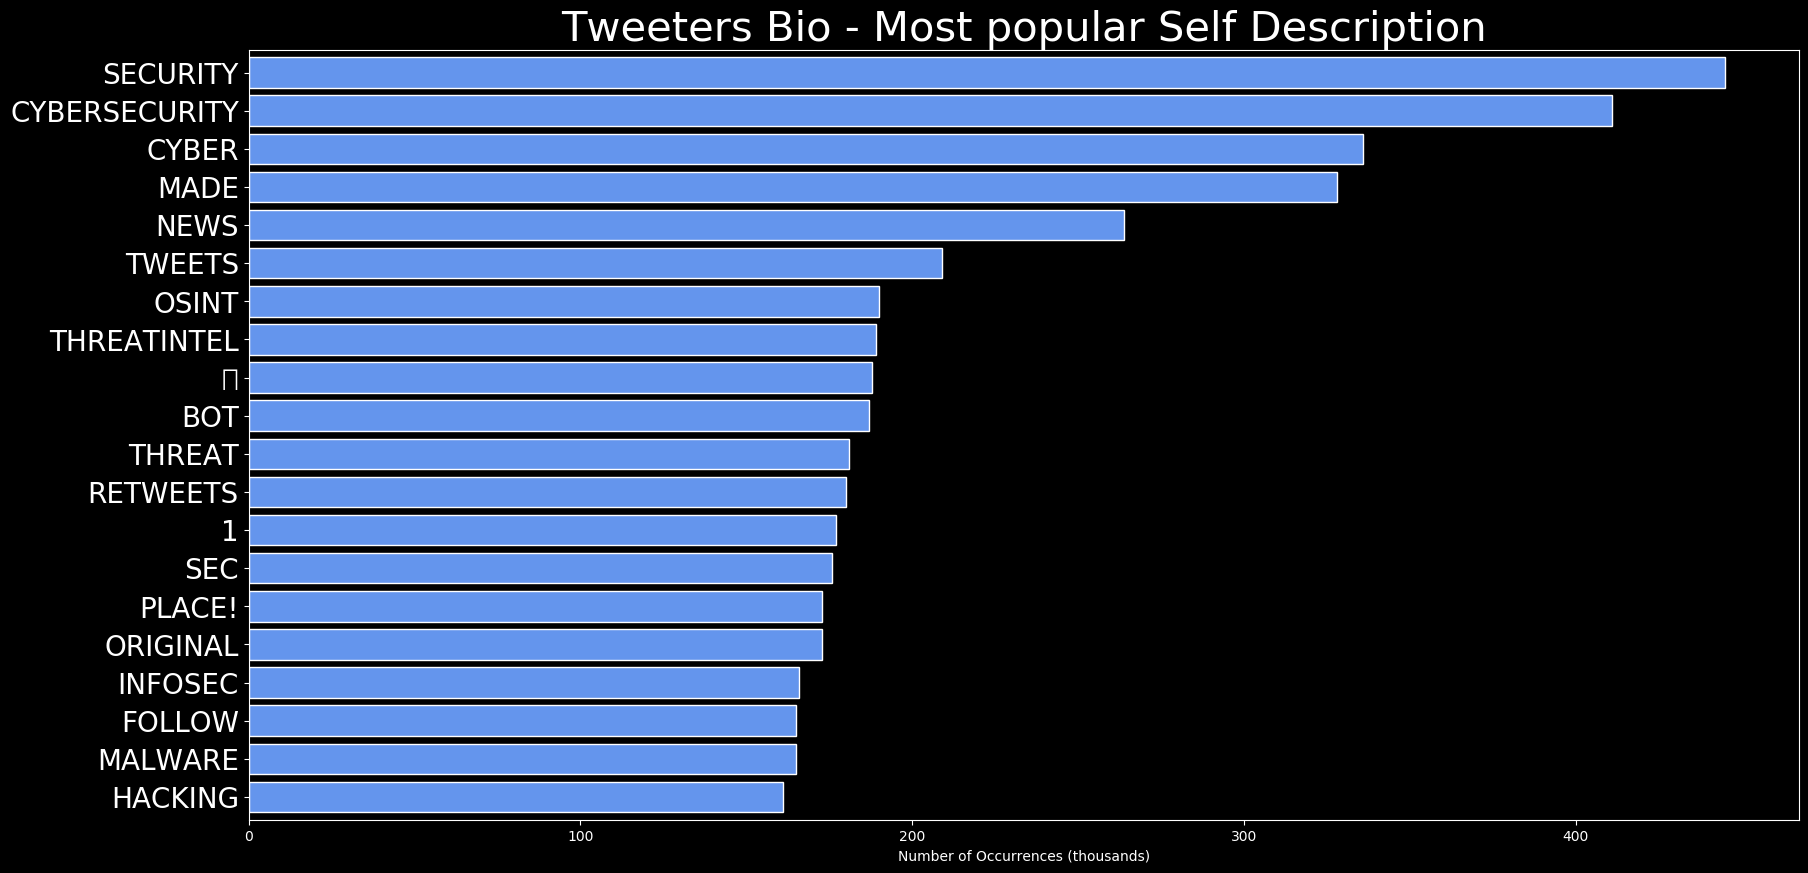 Tweeters Bio - Most popular Self Description
SECURITY
CYBERSECURITY
CYBER
MADE
NEWS
TWEETS
OSINT
THREATINTEL
BOT
THREAT
RETWEETS
1
SEC
PLACE!
ORIGINAL
INFOSEC
FOLLOW
MALWARE
HACKING
0 100 200 300 400
Number of Occurrences (thousands)